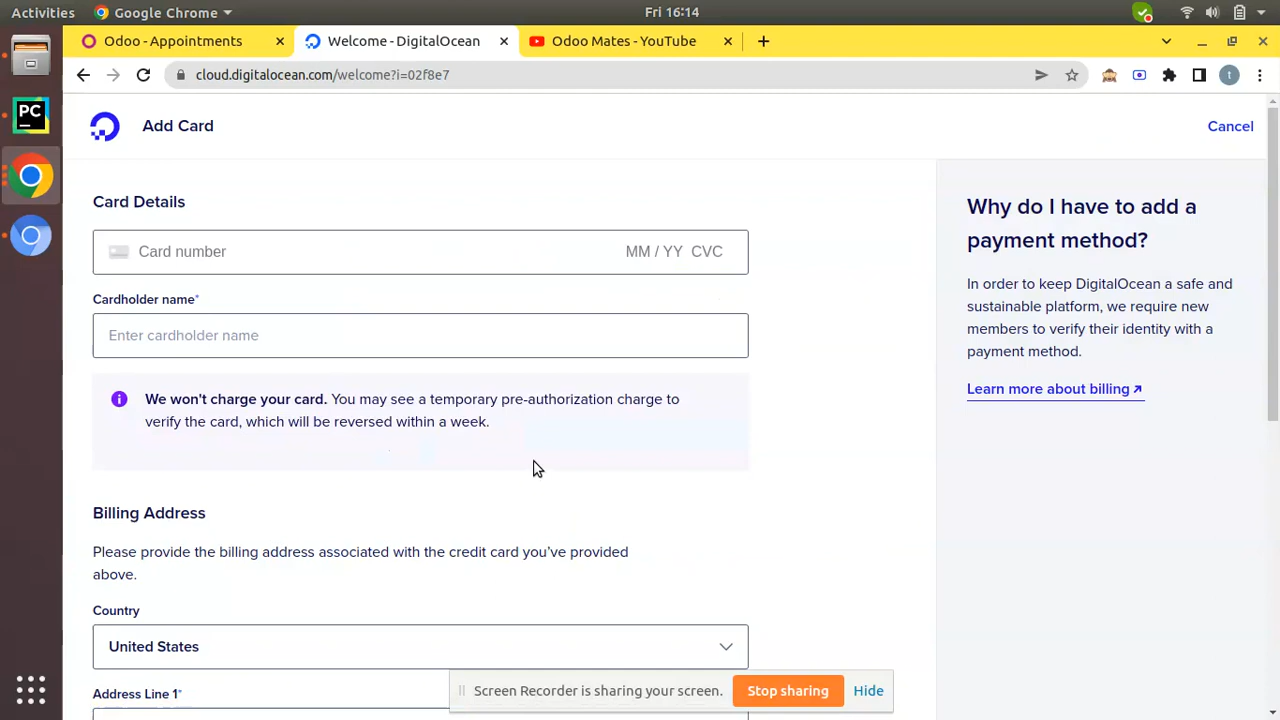 Activities
Google Chrome
Fri 16:14
Odoo - Appointments
Welcome - DigitalOcean
Odoo Mates - YouTube
cloud.digitalocean.com/welcome?i=02f8e7
t
PC
Add Card
Cancel
Card Details
Card number
MM / YY CVC
Cardholder name*
Enter cardholder name
We won't charge your card. You may see a temporary pre-authorization charge to
verify the card, which will be reversed within a week.
Billing Address
Please provide the billing address associated with the credit card you've provided
above.
Country
United States
Address Line 1*
Why do I have to add a
payment method?
In order to keep DigitalOcean a safe and
sustainable platform, we require new
members to verify their identity with a
payment method.
Learn more about billing
Screen Recorder is sharing your screen.
Stop sharing
Hide